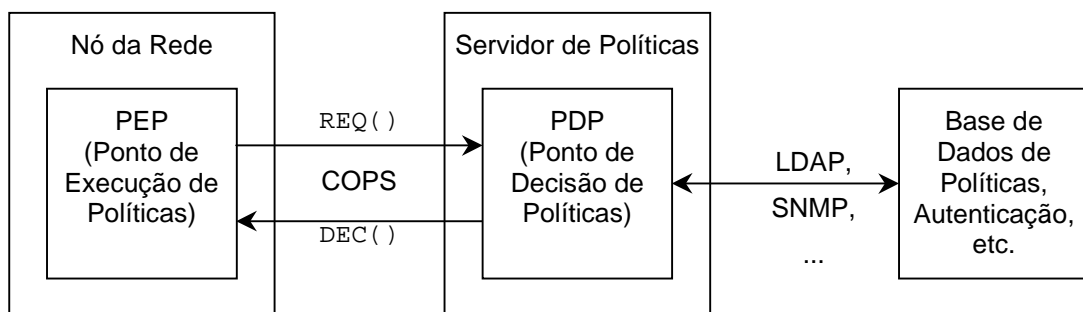 Nó da Rede
PEP
(Ponto de
Execução de
Políticas)
REQ()
COPS
DEC()
Servidor de Políticas
PDP
(Ponto de
Decisão de
Políticas)
LDAP,
SNMP,
...
Base de
Dados de
Políticas,
Autenticação,
etc.